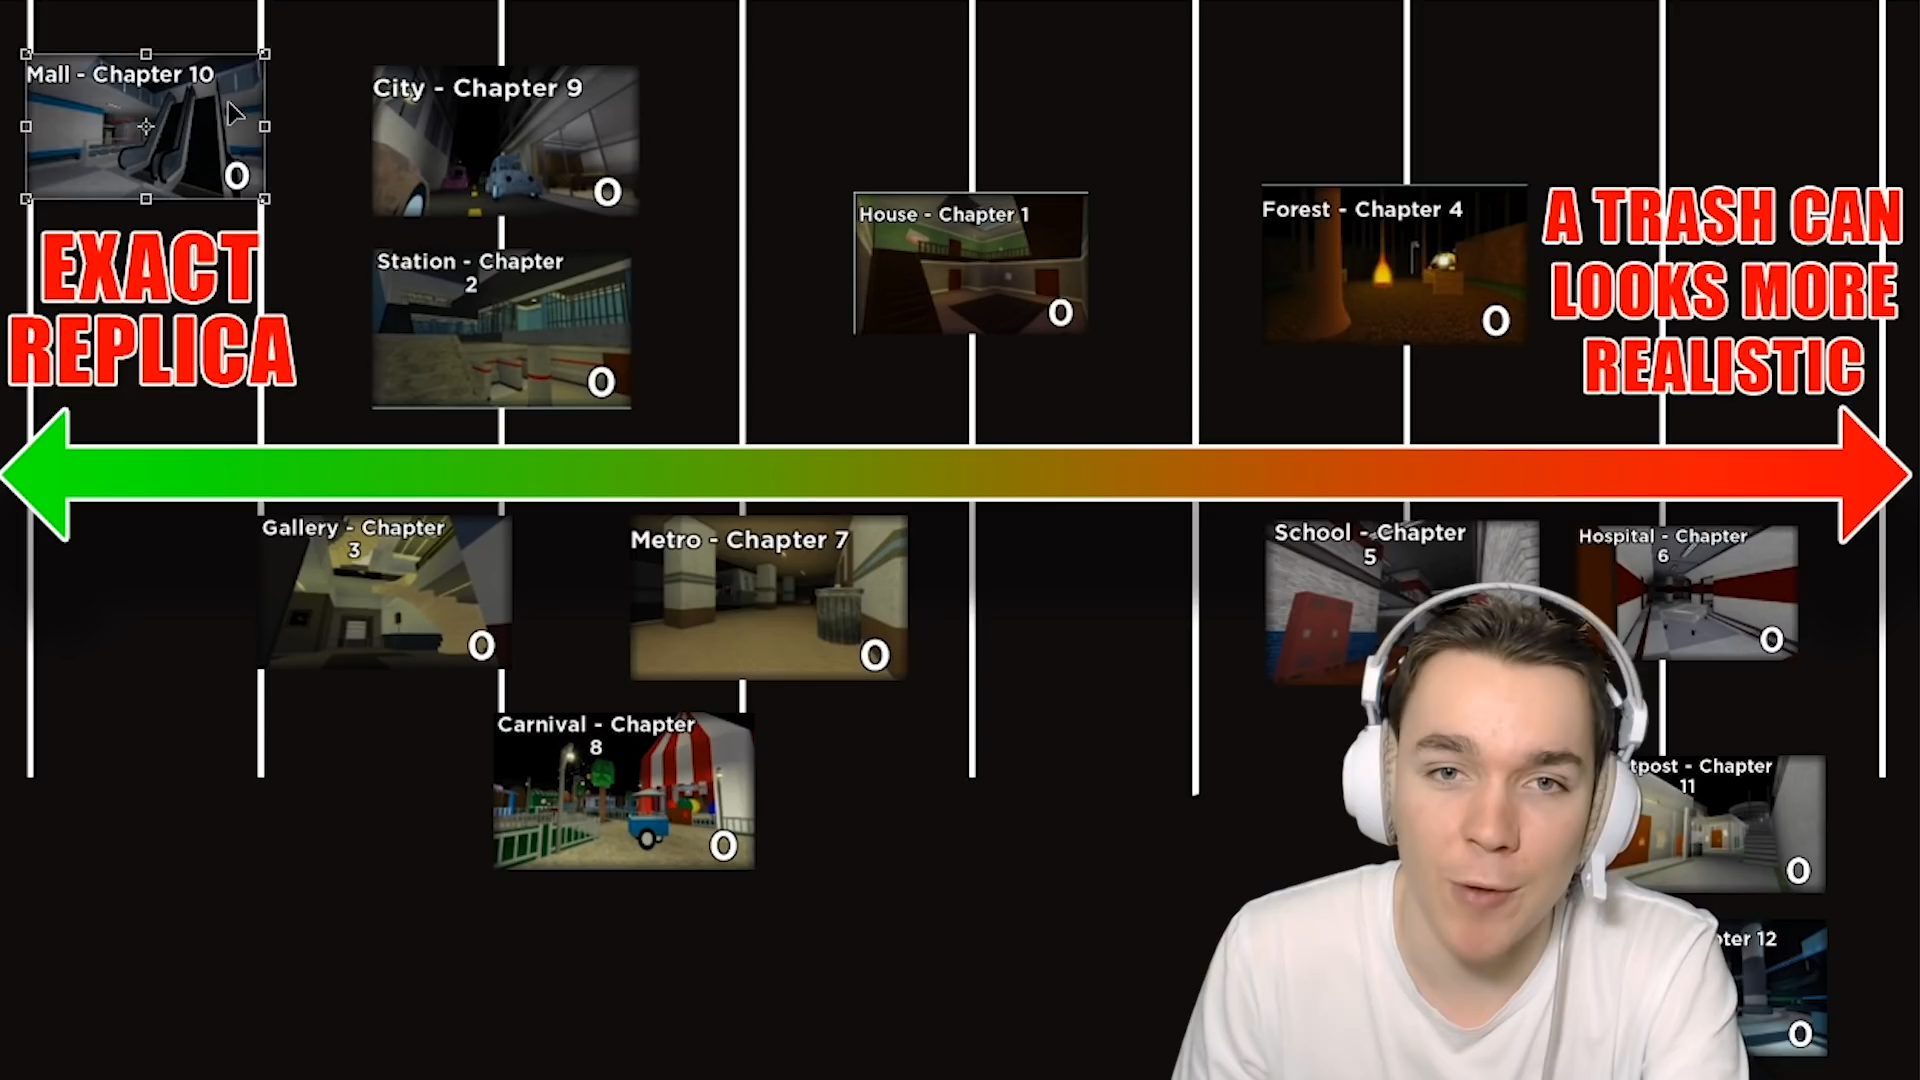 Mall - Chapter 10
0
City - Chapter 9
0
Station - Chapter
2
0
House - Chapter 1
0
Forest - Chapter 4
0
EXACT
REPLICA
A TRASH CAN
LOOKS MORE
REALISTIC
Gallery - Chapter
3
0
Metro - Chapter 7
0
Carnival - Chapter
8
0
School - Chapter
5
Hospital - Chapter
6
0
tpost - Chapter
11
0
ter 12
0